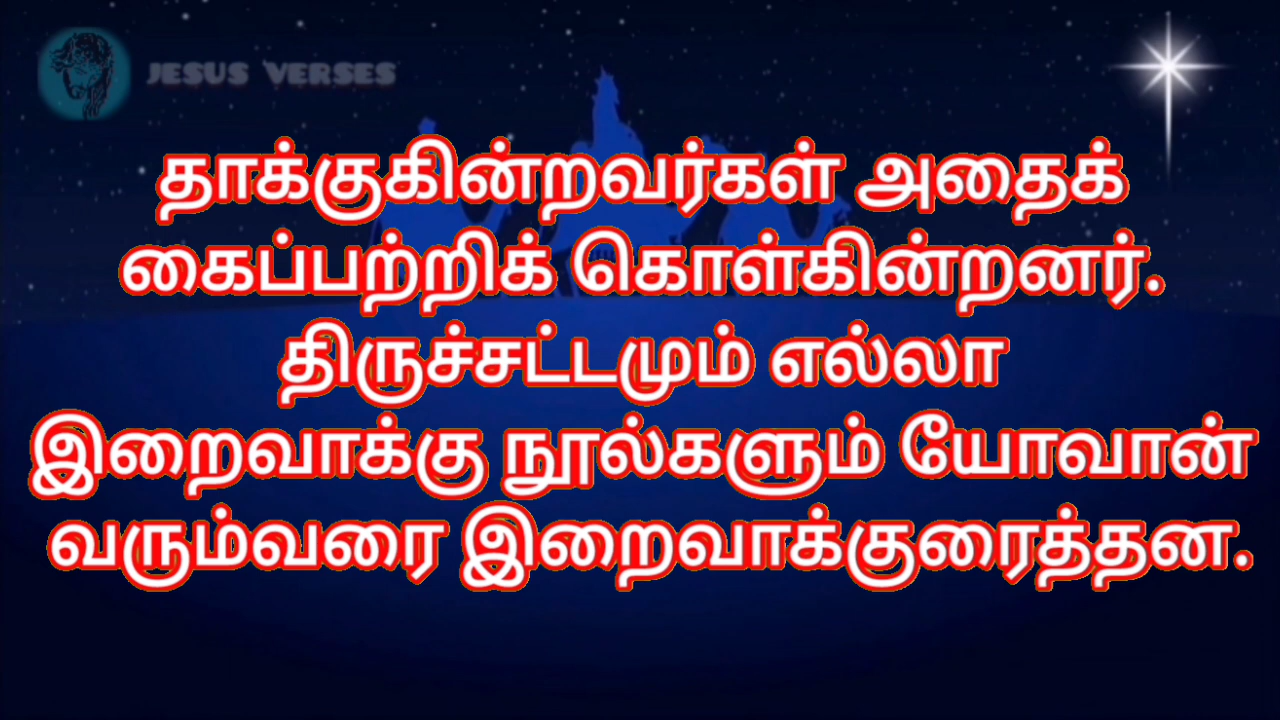 JESUS VERSES
தாக்குகின்றவர்கள் அதைக்
கைப்பற்றிக் கொள்கின்றனர்.
திருச்சட்டமும் எல்லா
இறைவாக்கு நூல்களும் யோவான்
வரும்வரை இறைவாக்குரைத்தன.